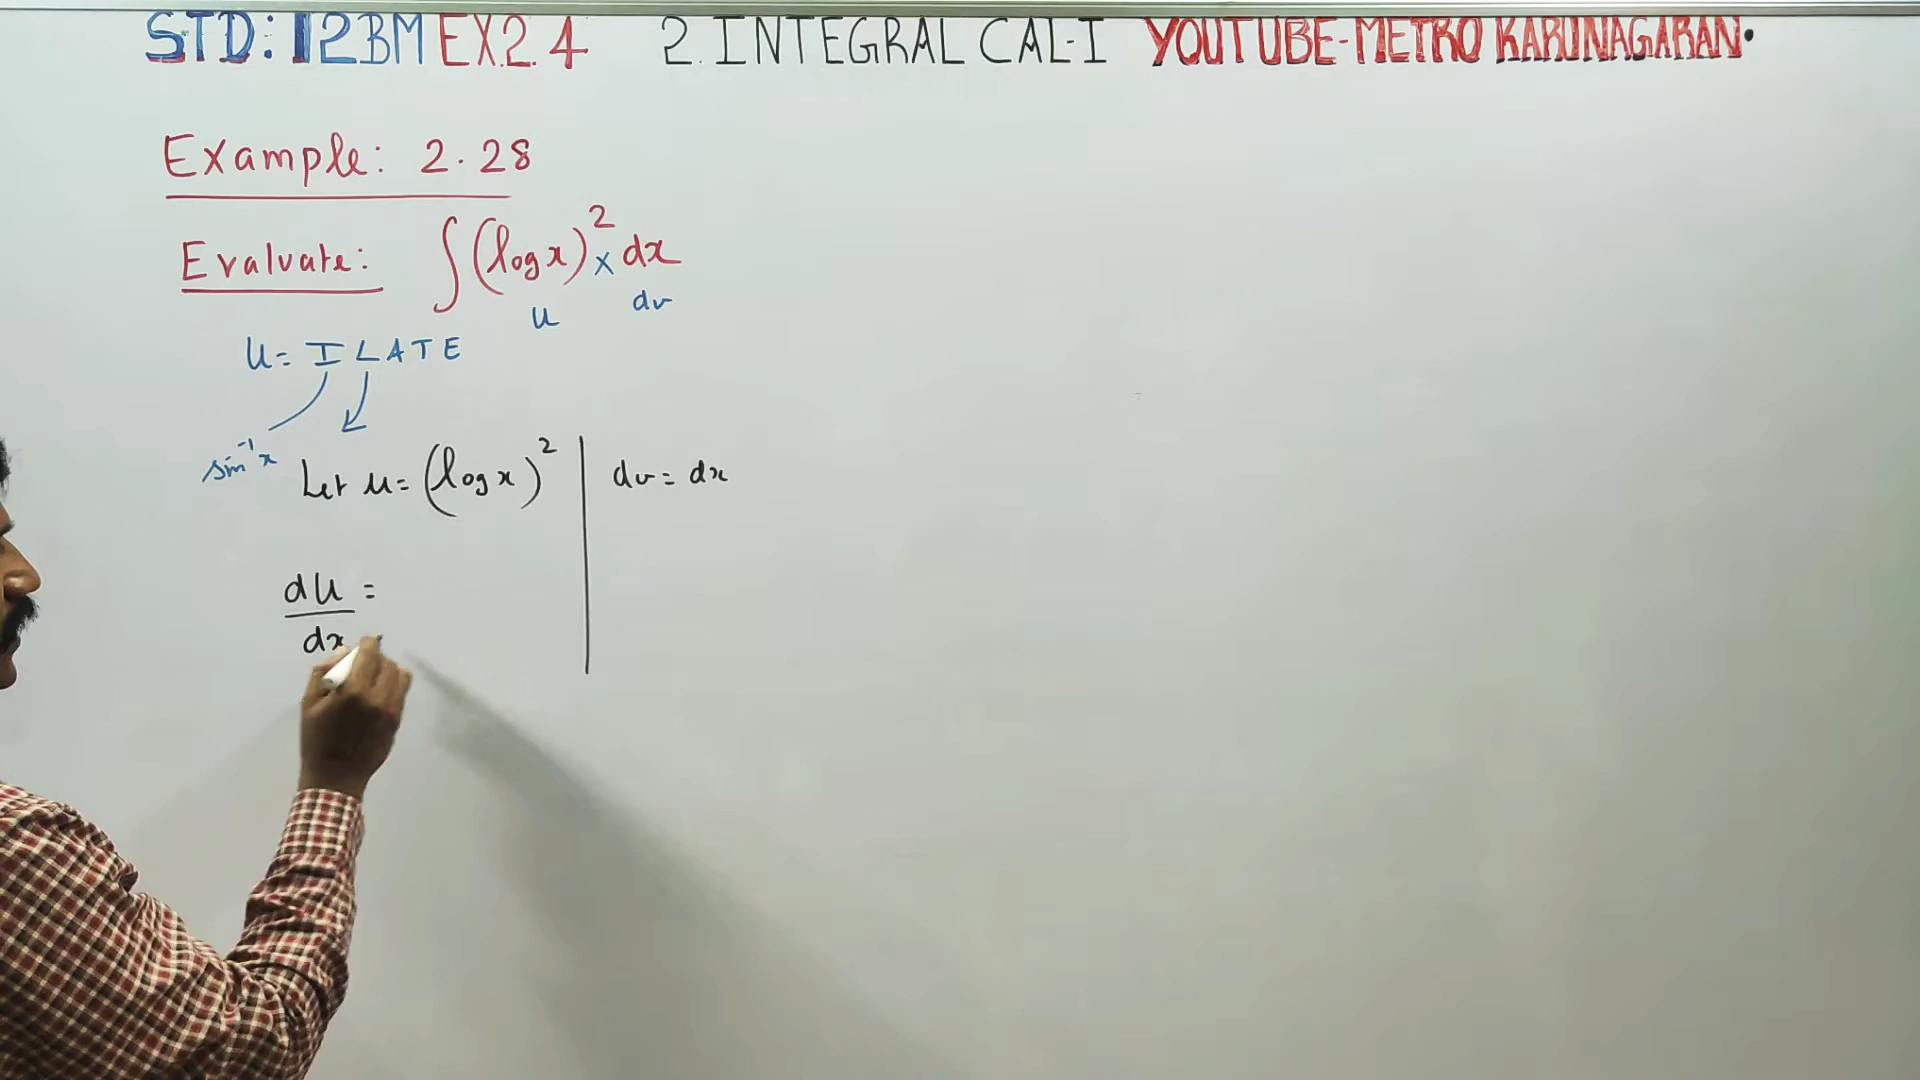 STD: 12BM EX.2.4 2. INTEGRAL CAL-I YOUTUBE-METRO KARUNAGARAN.
Example: 2.28
Evaluate: ∫(log x)² × dx
u dv
u = ILATE
sin⁻¹x
Let u = (log x)² | dv = dx
du/dx =